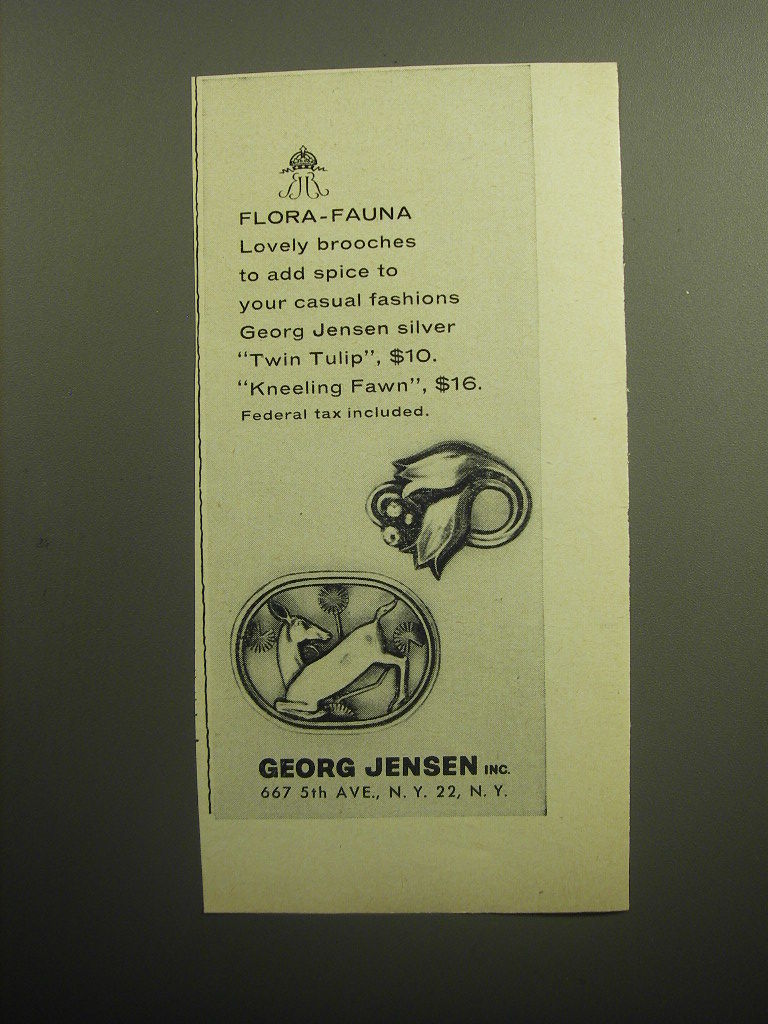 FLORA-FAUNA
Lovely brooches
to add spice to
your casual fashions
Georg Jensen silver
“Twin Tulip”, $10.
“Kneeling Fawn”, $16.
Federal tax included.
GEORG JENSEN INC.
667 5th AVE., N. Y. 22, N. Y.